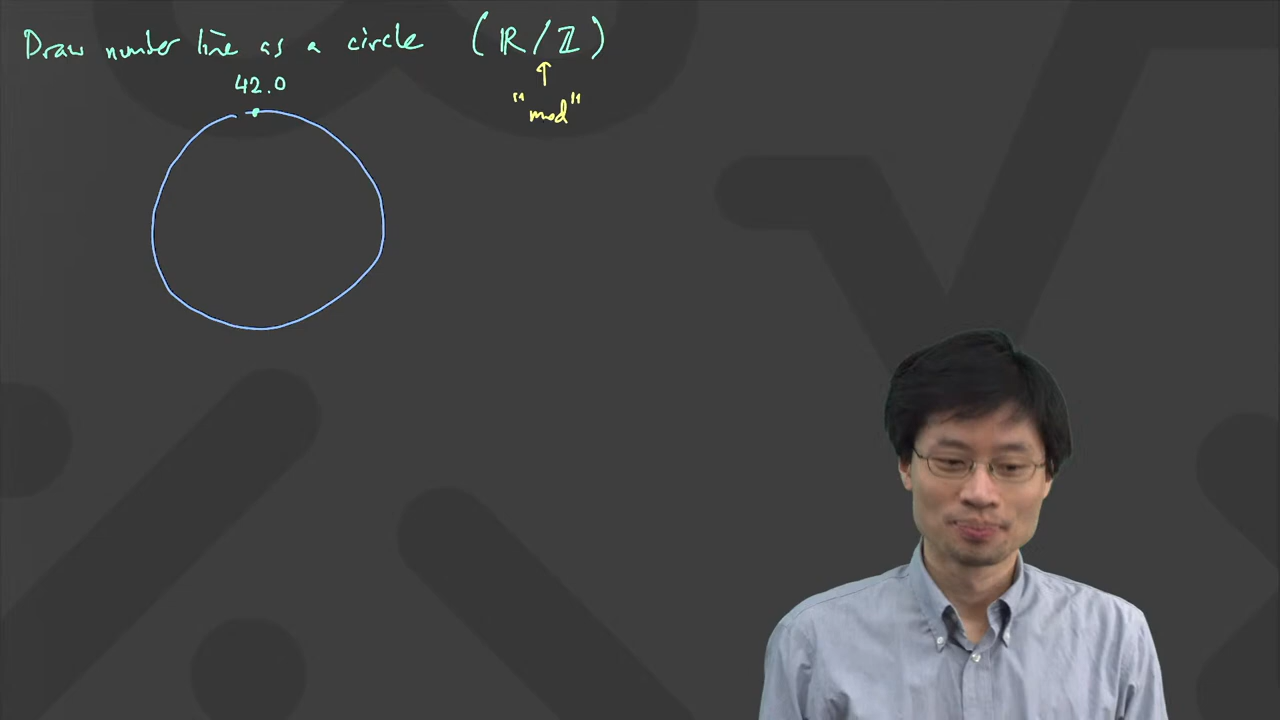 Draw number line as a circle (ℝ/ℤ)
42.0
"mod"